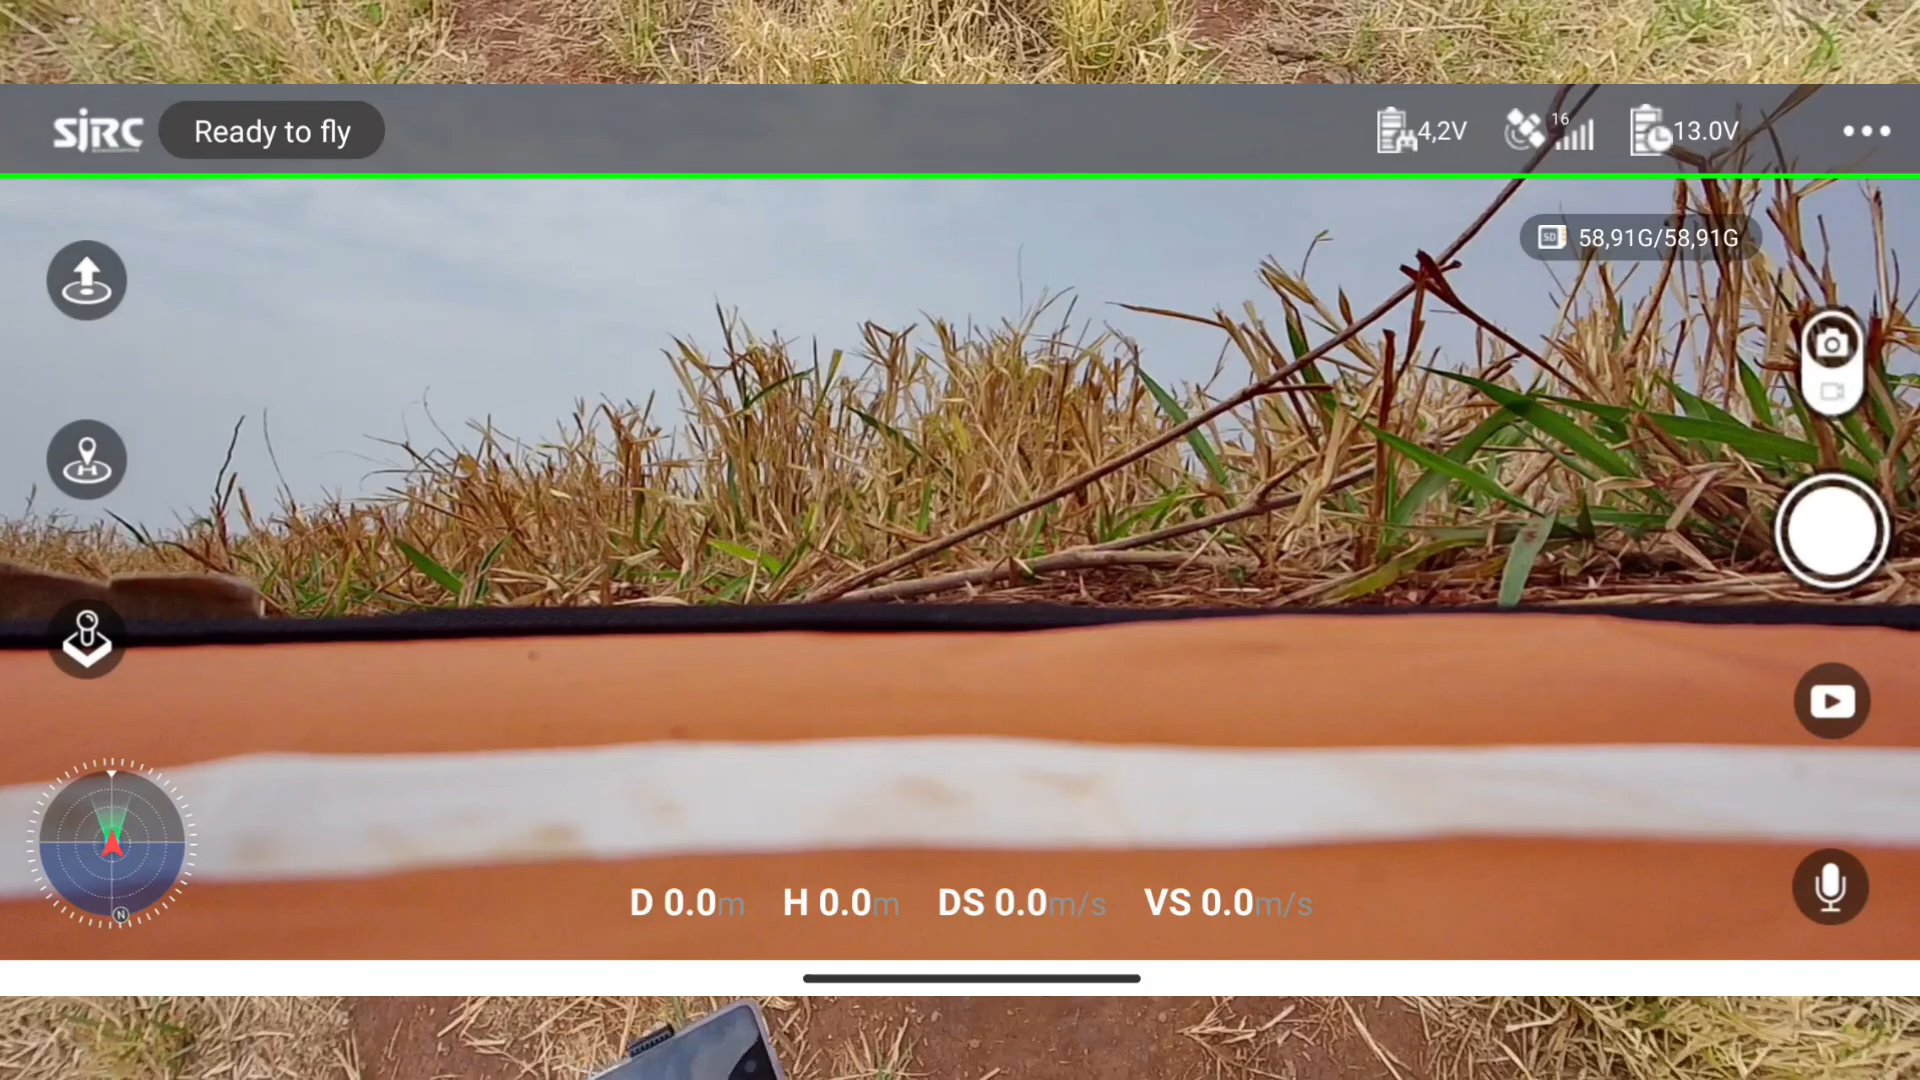 SJRC
Ready to fly
4,2V
16
13.0V
SD
58,91G/58,91G
H
N
D 0.0m H 0.0m DS 0.0m/s VS 0.0m/s